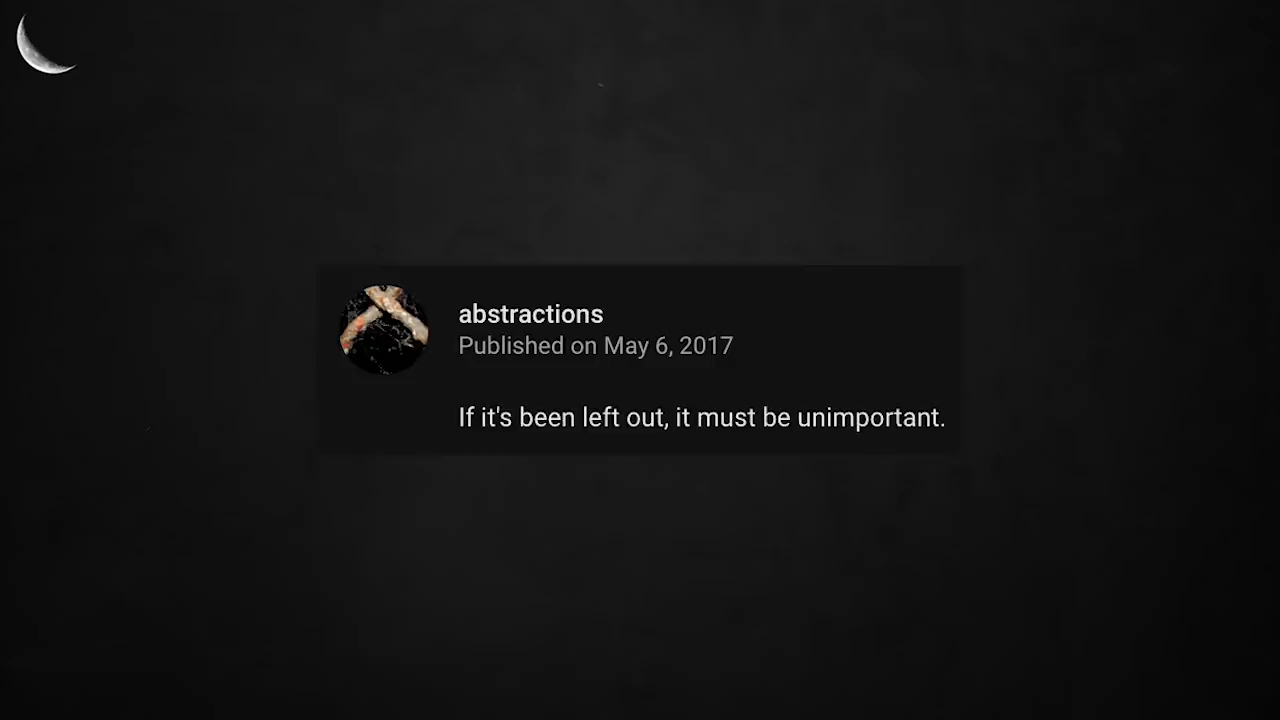 abstractions
Published on May 6, 2017
If it's been left out, it must be unimportant.